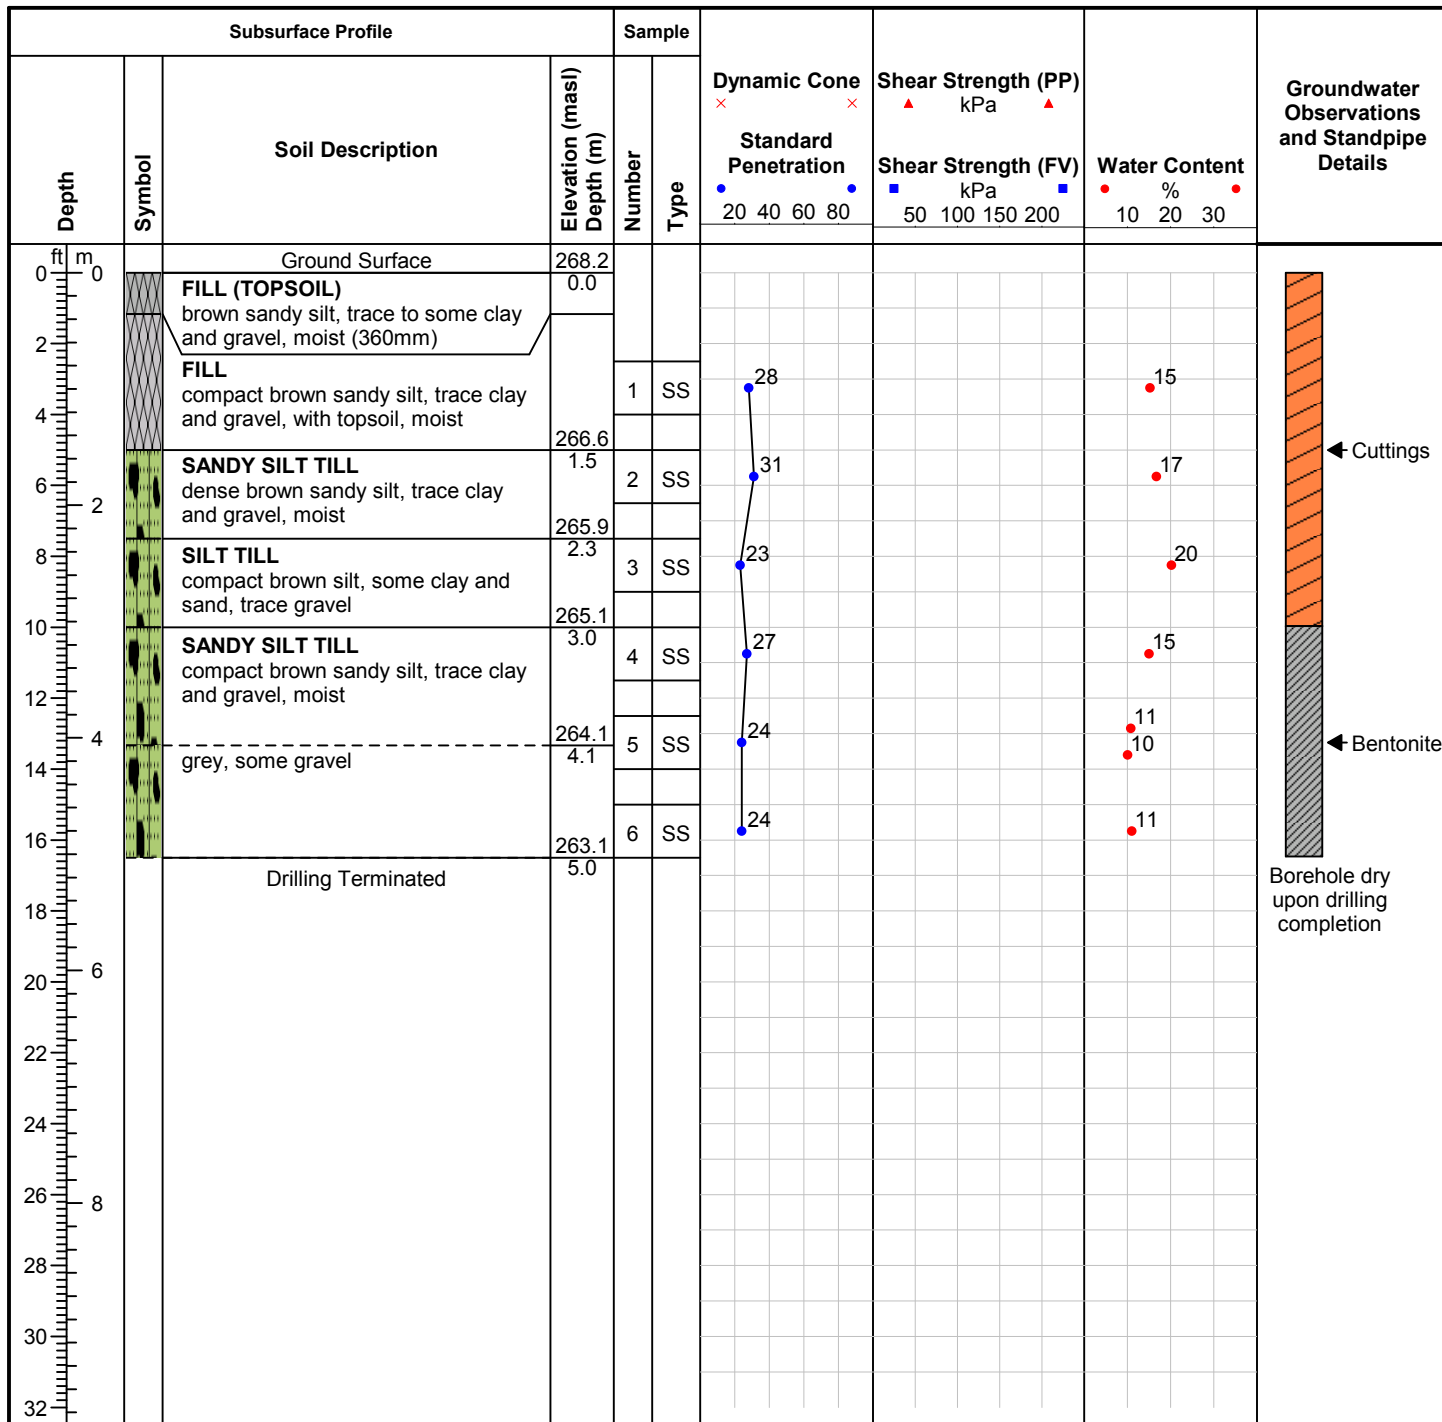 Subsurface Profile
Sample
Depth
Symbol
Soil Description
Elevation (masl)
Depth (m)
Number
Type
Dynamic Cone
Standard
Penetration
20 40 60 80
Shear Strength (PP)
kPa
Shear Strength (FV)
kPa
50 100 150 200
Water Content
%
10 20 30
Groundwater
Observations
and Standpipe
Details
ft m
Ground Surface
268.2
0 0
0.0
FILL (TOPSOIL)
brown sandy silt, trace to some clay
and gravel, moist (360mm)
2
FILL
compact brown sandy silt, trace clay
and gravel, with topsoil, moist
1 SS
28
15
4
266.6
1.5
SANDY SILT TILL
dense brown sandy silt, trace clay
and gravel, moist
2 SS
31
17
Cuttings
6
2
265.9
2.3
SILT TILL
compact brown silt, some clay and
sand, trace gravel
3 SS
23
20
8
265.1
10
3.0
SANDY SILT TILL
compact brown sandy silt, trace clay
and gravel, moist
4 SS
27
15
12
264.1
4
4.1
grey, some gravel
5 SS
24
11
10
Bentonite
14
6 SS
24
11
16
263.1
5.0
Drilling Terminated
Borehole dry
upon drilling
completion
18
6
20
22
24
26
8
28
30
32